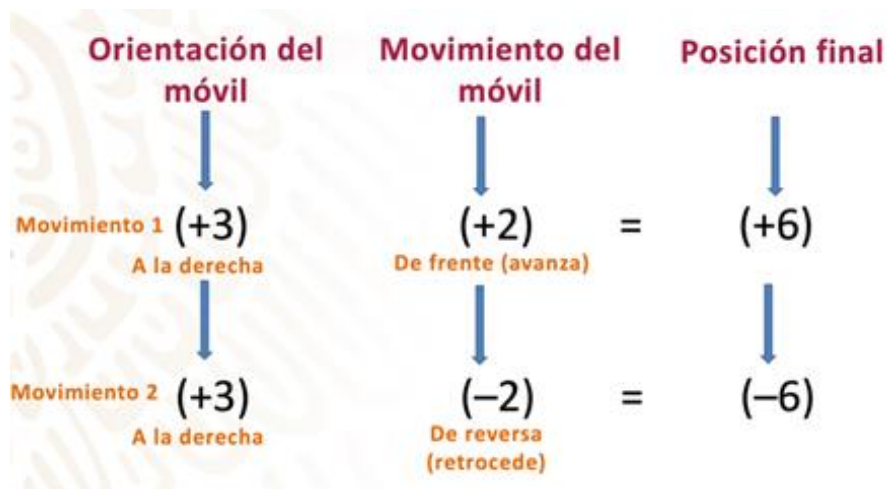 Orientación del móvil
Movimiento del móvil
Posición final
Movimiento 1 (+3) (+2) = (+6)
A la derecha
De frente (avanza)
Movimiento 2 (+3) (−2) = (−6)
A la derecha
De reversa
(retrocede)